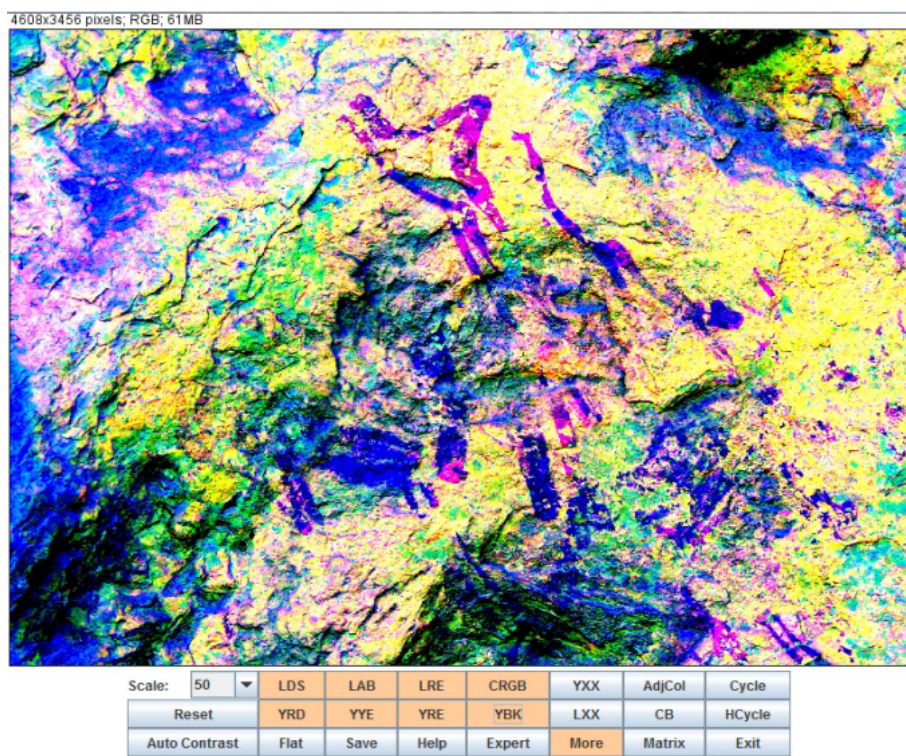 4608x3456 pixels; RGB; 61MB
Scale: 50 LDS LAB LRE CRGB YXX AdjCol Cycle
Reset YRD YYE YRE YBK LXX CB HCycle
Auto Contrast Flat Save Help Expert More Matrix Exit